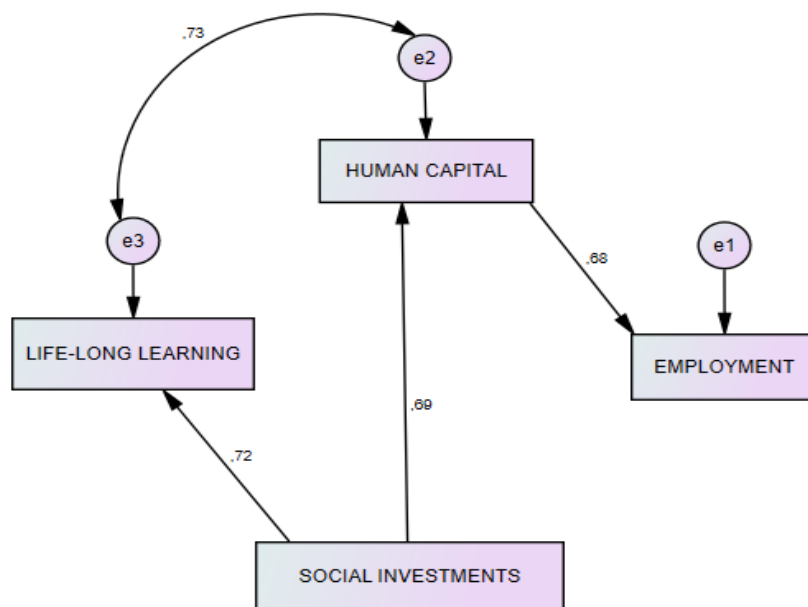 ,73
e2
HUMAN CAPITAL
e3
e1
,68
LIFE-LONG LEARNING
EMPLOYMENT
,69
,72
SOCIAL INVESTMENTS